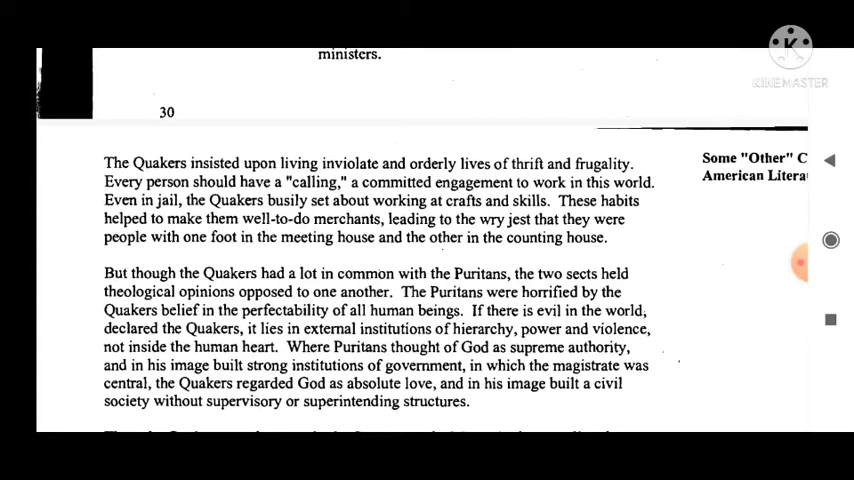 ministers.
KINEMASTER
30
The Quakers insisted upon living inviolate and orderly lives of thrift and frugality.
Every person should have a "calling," a committed engagement to work in this world.
Even in jail, the Quakers busily set about working at crafts and skills. These habits
helped to make them well-to-do merchants, leading to the wry jest that they were
people with one foot in the meeting house and the other in the counting house.
Some "Other" C
American Litera
But though the Quakers had a lot in common with the Puritans, the two sects held
theological opinions opposed to one another. The Puritans were horrified by the
Quakers belief in the perfectability of all human beings. If there is evil in the world,
declared the Quakers, it lies in external institutions of hierarchy, power and violence,
not inside the human heart. Where Puritans thought of God as supreme authority,
and in his image built strong institutions of government, in which the magistrate was
central, the Quakers regarded God as absolute love, and in his image built a civil
society without supervisory or superintending structures.